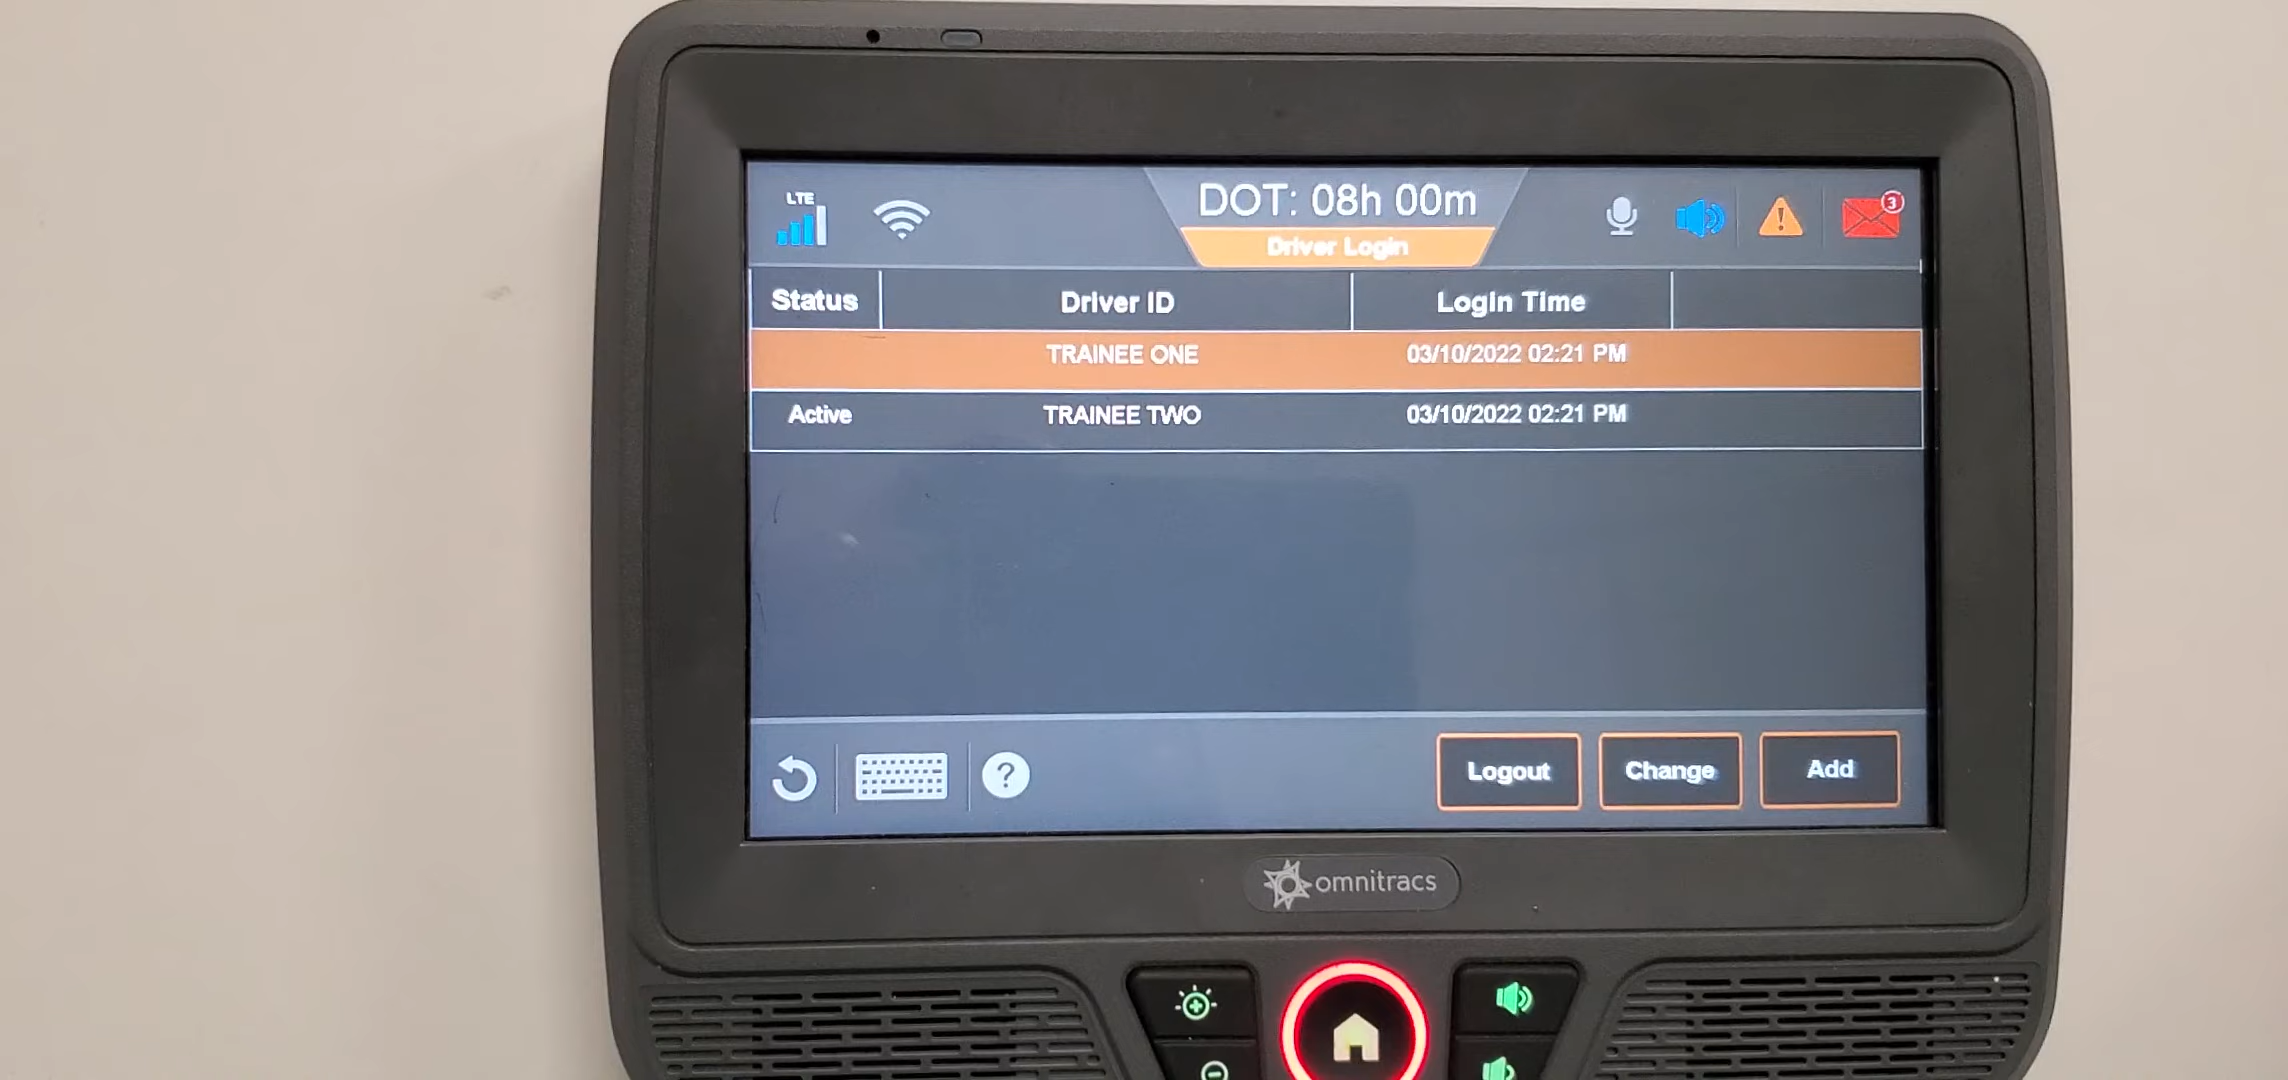 LTE
DOT: 08h 00m
3
Driver Login
Status Driver ID Login Time
TRAINEE ONE 03/10/2022 02:21 PM
Active TRAINEE TWO 03/10/2022 02:21 PM
? Logout Change Add
omnitracs